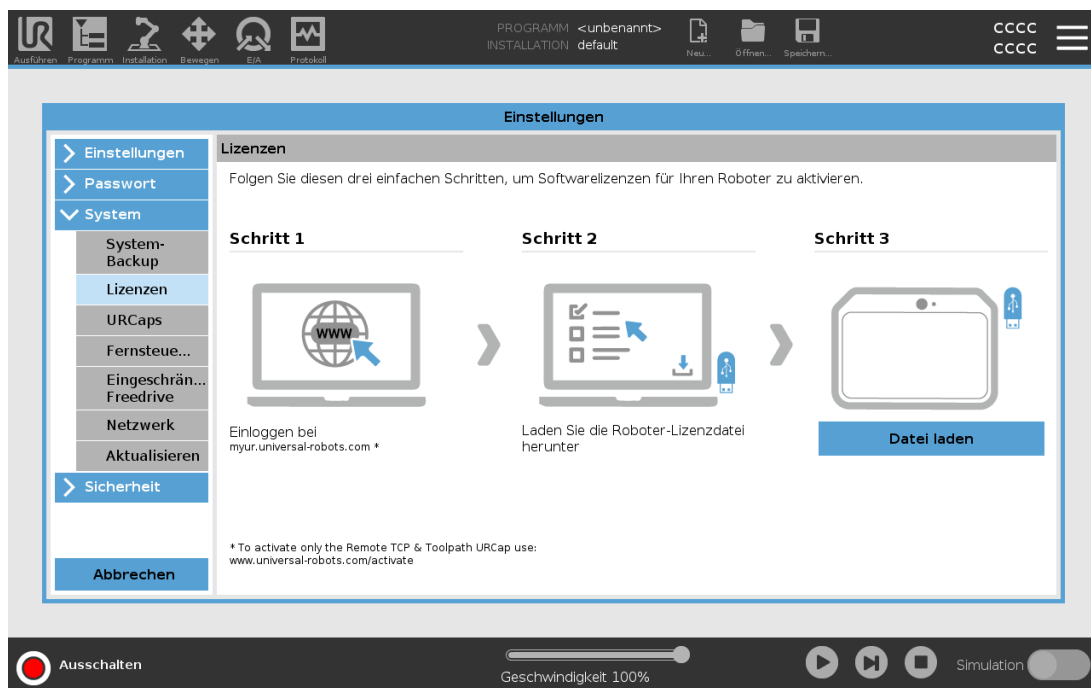 PROGRAMM <unbenannt>
INSTALLATION default
CCCC
CCCC
Ausführen Programm Installation Bewegen E/A Protokoll
Neu... Öffnen... Speichern...
Einstellungen
Einstellungen
Passwort
System
System-
Backup
Lizenzen
URCaps
Fernsteue...
Eingeschrän...
Freedrive
Netzwerk
Aktualisieren
Sicherheit
Abbrechen
Lizenzen
Folgen Sie diesen drei einfachen Schritten, um Softwarelizenzen für Ihren Roboter zu aktivieren.
Schritt 1
www
Einloggen bei
myur.universal-robots.com *
Schritt 2
Laden Sie die Roboter-Lizenzdatei
herunter
Schritt 3
Datei laden
* To activate only the Remote TCP & Toolpath URCap use:
www.universal-robots.com/activate
Ausschalten
Geschwindigkeit 100%
Simulation